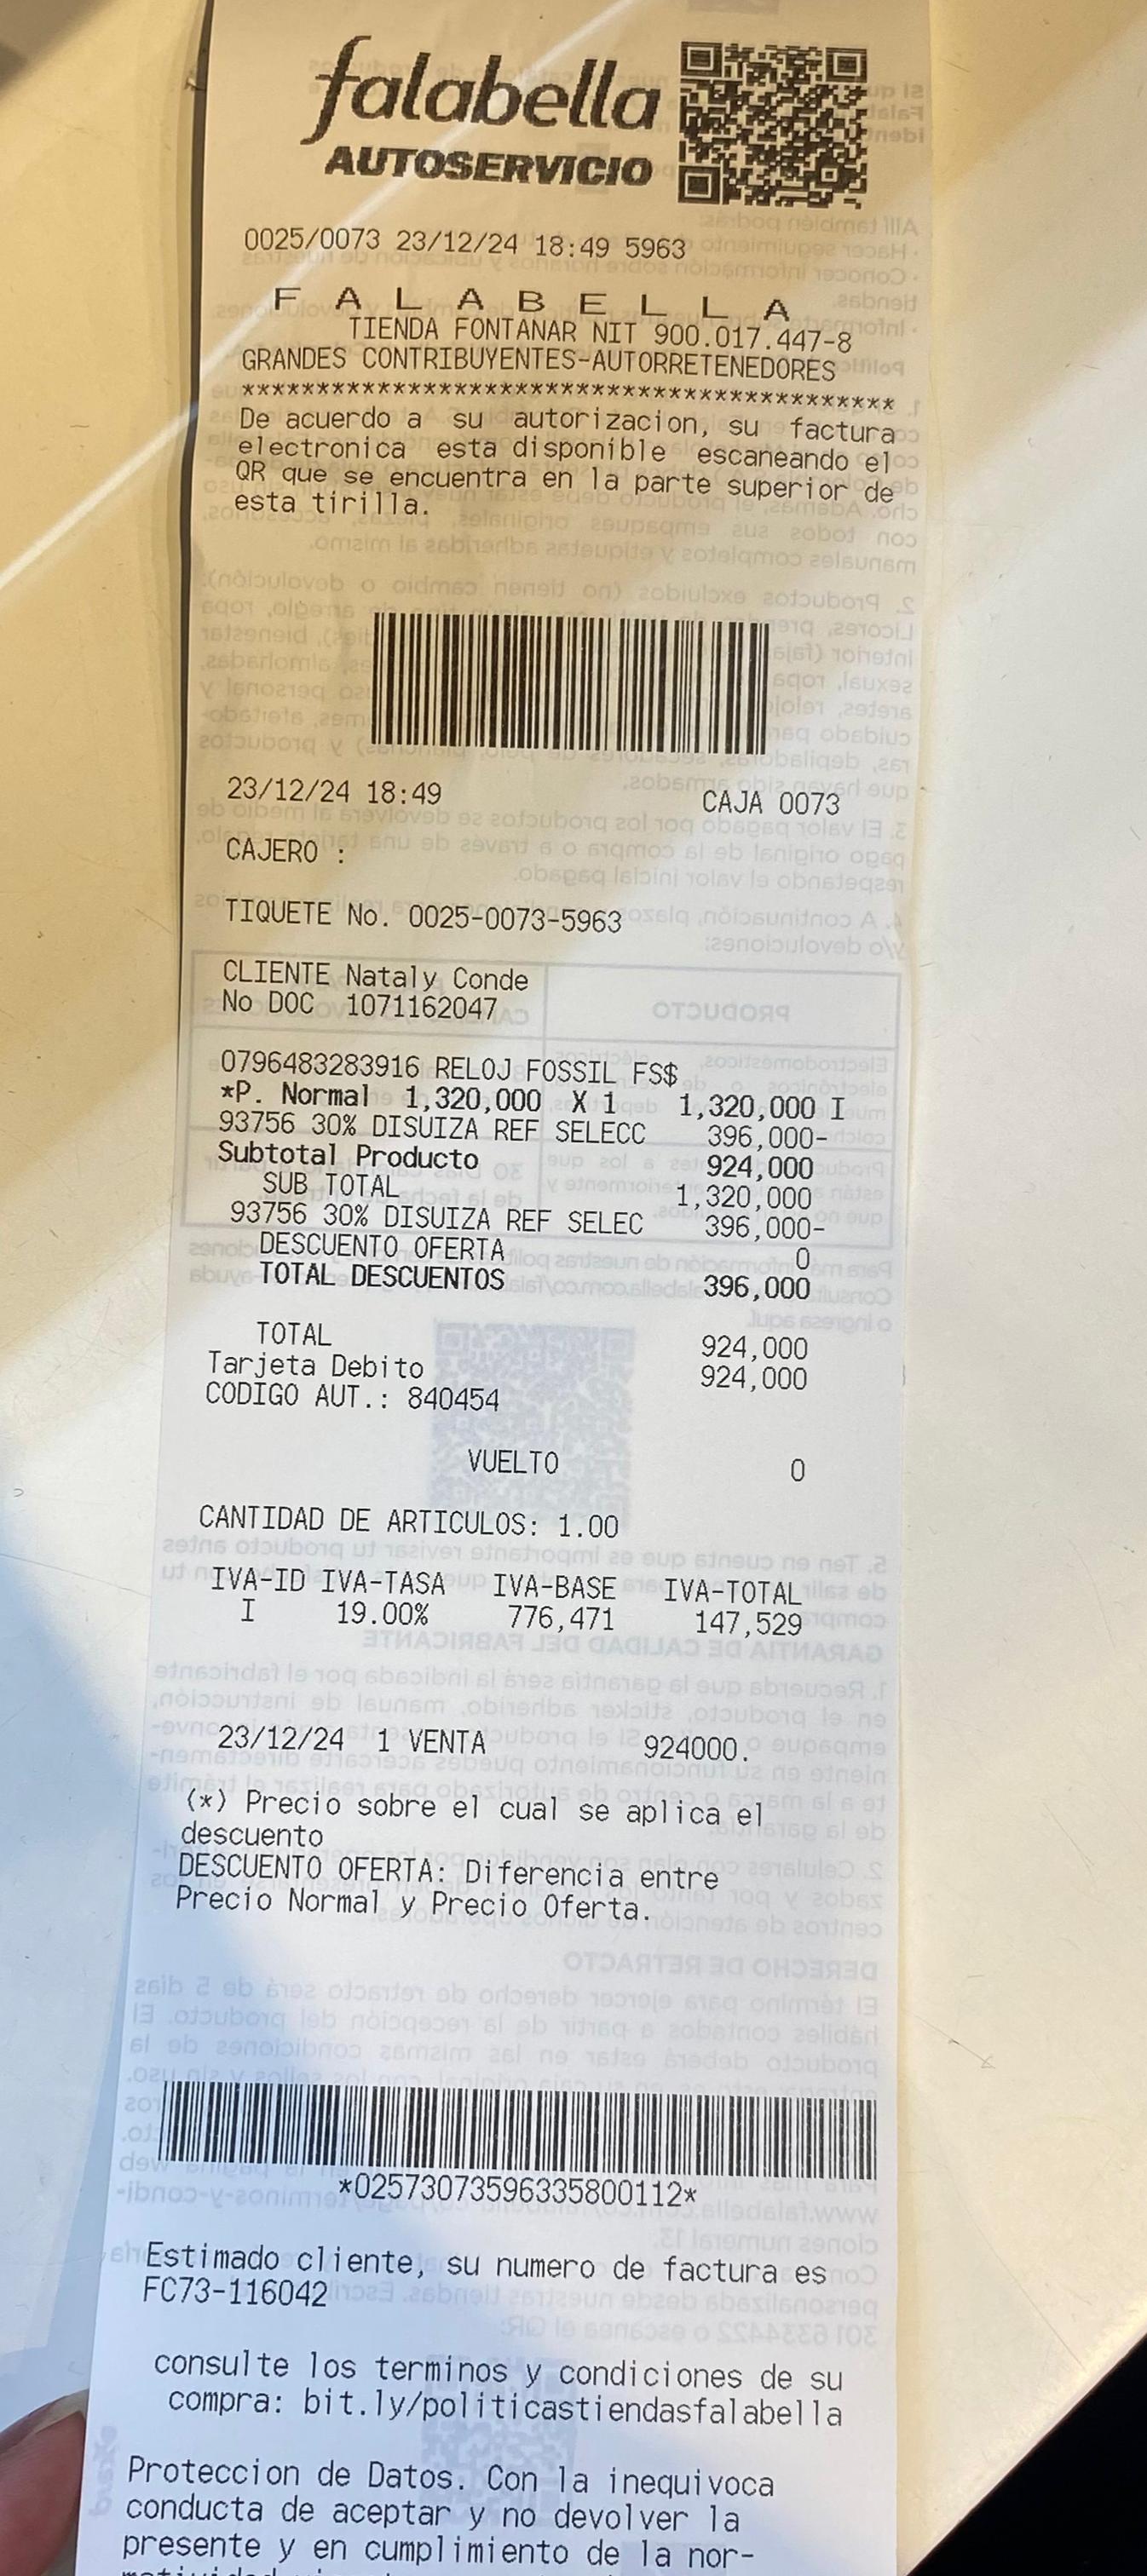 falabella
AUTOSERVICIO
0025/0073 23/12/24 18:49 5963
F A L A B E L L A
TIENDA FONTANAR NIT 900.017.447-8
GRANDES CONTRIBUYENTES-AUTORRETENEDORES
********************************************
De acuerdo a su autorizacion, su factura
electronica esta disponible escaneando el
QR que se encuentra en la parte superior de
esta tirilla.
23/12/24 18:49 CAJA 0073
CAJERO :
TIQUETE No. 0025-0073-5963
CLIENTE Nataly Conde
No DOC 1071162047
0796483283916 RELOJ FOSSIL FS$
*P. Normal 1,320,000 X 1 1,320,000 I
93756 30% DISUIZA REF SELECC 396,000-
Subtotal Producto 924,000
SUB TOTAL 1,320,000
93756 30% DISUIZA REF SELEC 396,000-
DESCUENTO OFERTA 0
TOTAL DESCUENTOS 396,000
TOTAL 924,000
Tarjeta Debito 924,000
CODIGO AUT.: 840454
VUELTO 0
CANTIDAD DE ARTICULOS: 1.00
IVA-ID IVA-TASA IVA-BASE IVA-TOTAL
I 19.00% 776,471 147,529
23/12/24 1 VENTA 924000.
(*) Precio sobre el cual se aplica el
descuento
DESCUENTO OFERTA: Diferencia entre
Precio Normal y Precio Oferta.
*02573073596335800112*
Estimado cliente, su numero de factura es
FC73-116042
consulte los terminos y condiciones de su
compra: bit.ly/politicastiendasfalabella
Proteccion de Datos. Con la inequivoca
conducta de aceptar y no devolver la
presente y en cumplimiento de la nor-